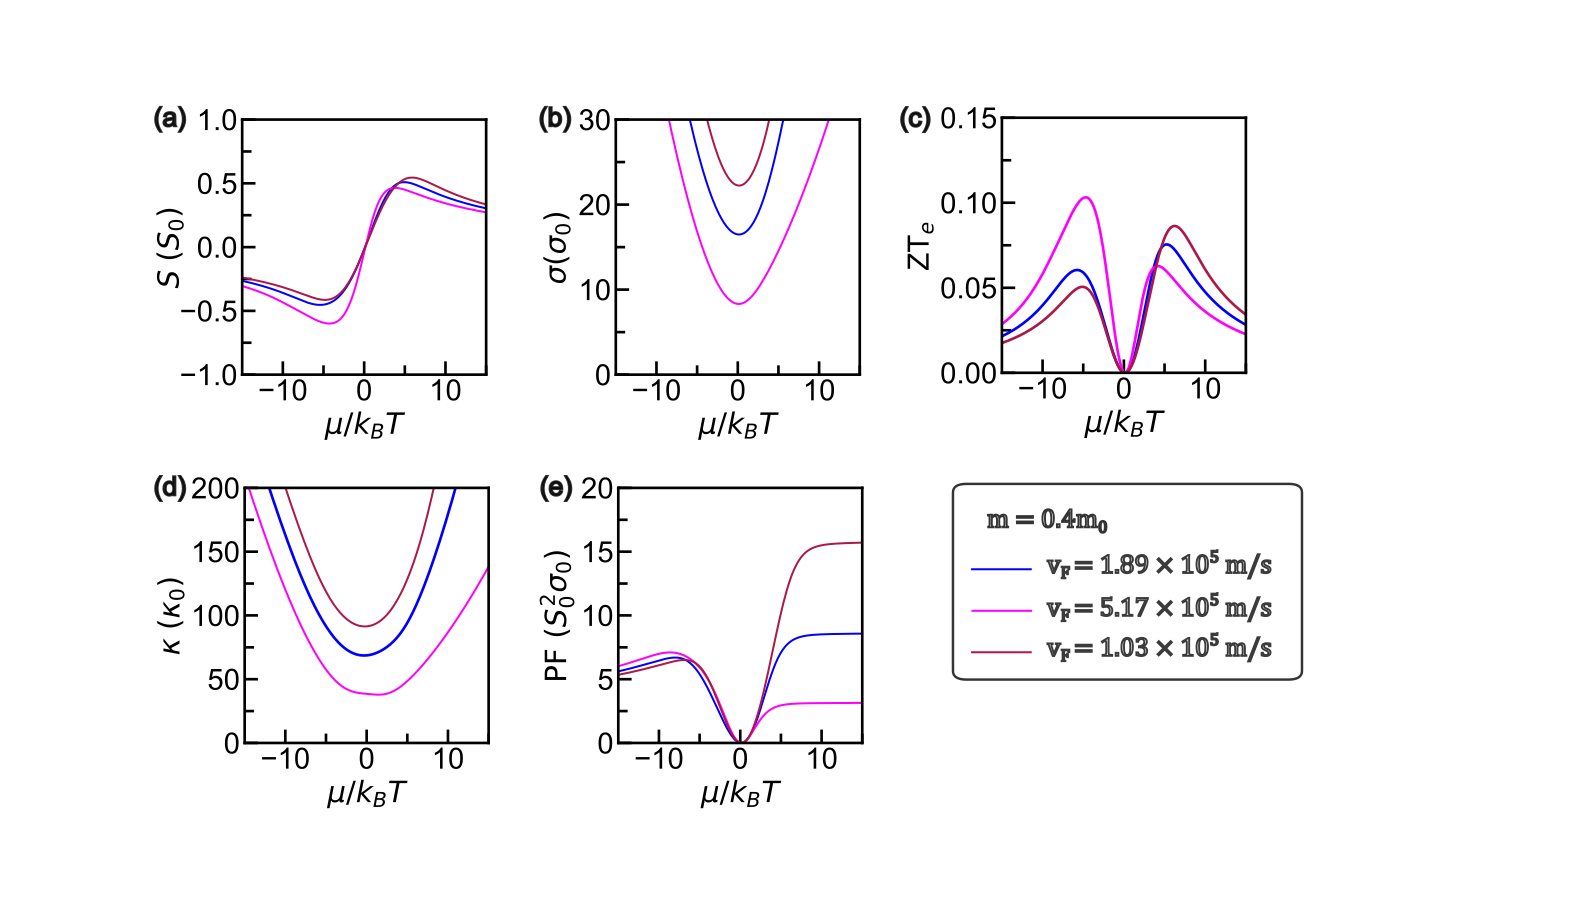 (a)
1.0
0.5
0.0
−0.5
−1.0
−10 0 10
S (S₀)
μ/k_BT
(b)
30
20
10
0
−10 0 10
σ(σ₀)
μ/k_BT
(c)
0.15
0.10
0.05
0.00
−10 0 10
ZTₑ
μ/k_BT
(d)
200
150
100
50
0
−10 0 10
κ (κ₀)
μ/k_BT
(e)
20
15
10
5
0
−10 0 10
PF (S₀²σ₀)
μ/k_BT
m = 0.4m₀
v_F = 1.89 × 10⁵ m/s
v_F = 5.17 × 10⁵ m/s
v_F = 1.03 × 10⁵ m/s